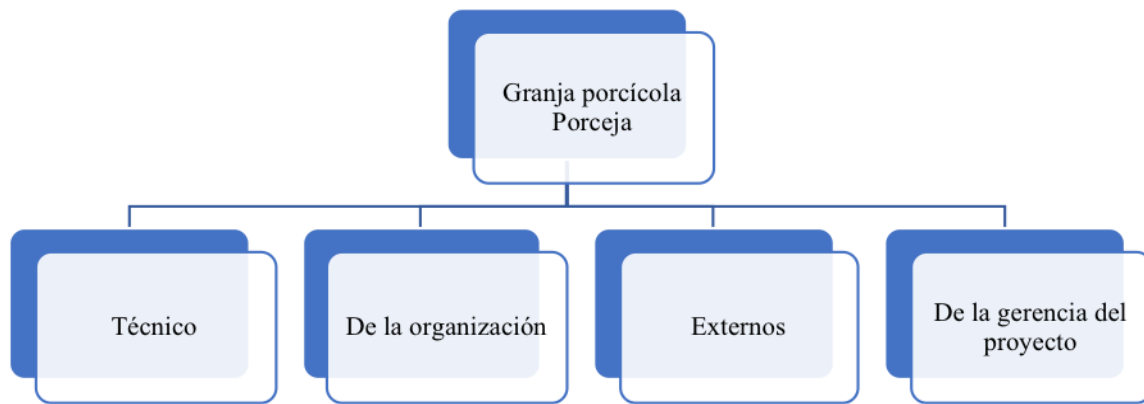 Granja porcícola
Porceja
Técnico
De la organización
Externos
De la gerencia del
proyecto